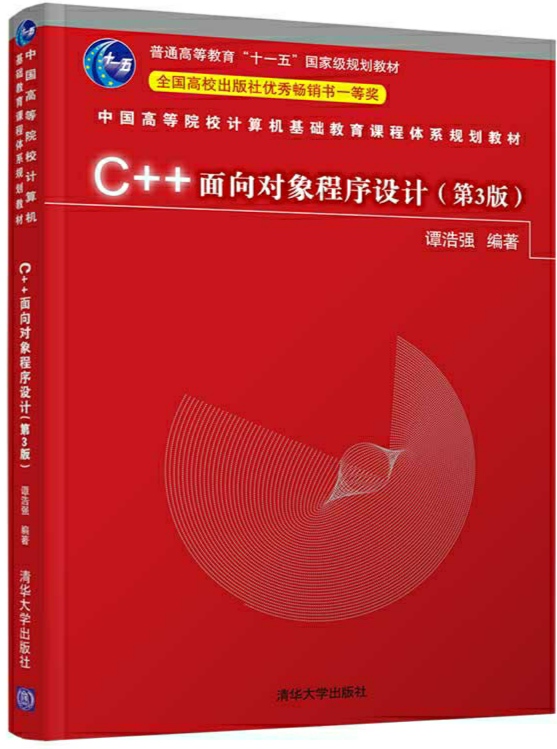 十一五
普通高等教育“十一五”国家级规划教材
全国高校出版社优秀畅销书一等奖
中国高等院校计算机基础教育课程体系规划教材
C++面向对象程序设计（第3版）
谭浩强 编著
清华大学出版社
中国高等院校计算机
基础教育课程体系规划教材
C++面向对象程序设计（第3版）
谭浩强 编著
清华大学出版社